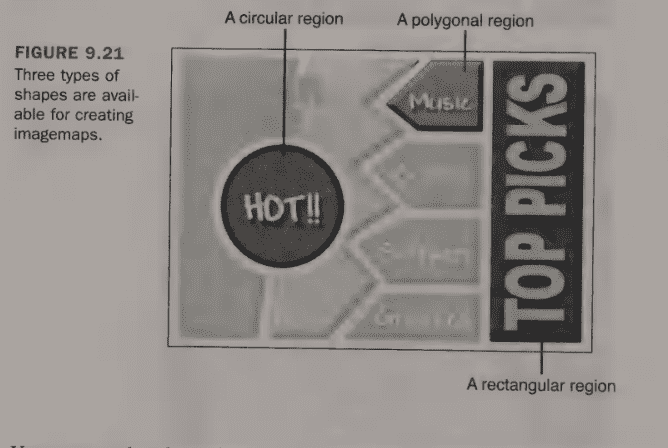 A circular region
A polygonal region
FIGURE 9.21
Three types of
shapes are avail-
able for creating
imagemaps.
Music
HOT!!
TOP PICKS
A rectangular region